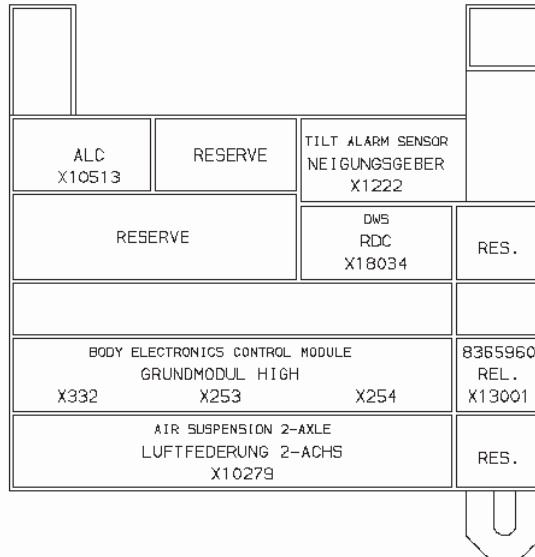 ALC
X10513
RESERVE
TILT ALARM SENSOR
NEIGUNGSGEBER
X1222
RESERVE
DWS
RDC
X18034
RES.
BODY ELECTRONICS CONTROL MODULE
GRUNDMODUL HIGH
X332 X253 X254
8365960
REL.
X13001
AIR SUSPENSION 2-AXLE
LUFTFEDERUNG 2-ACHS
X10279
RES.